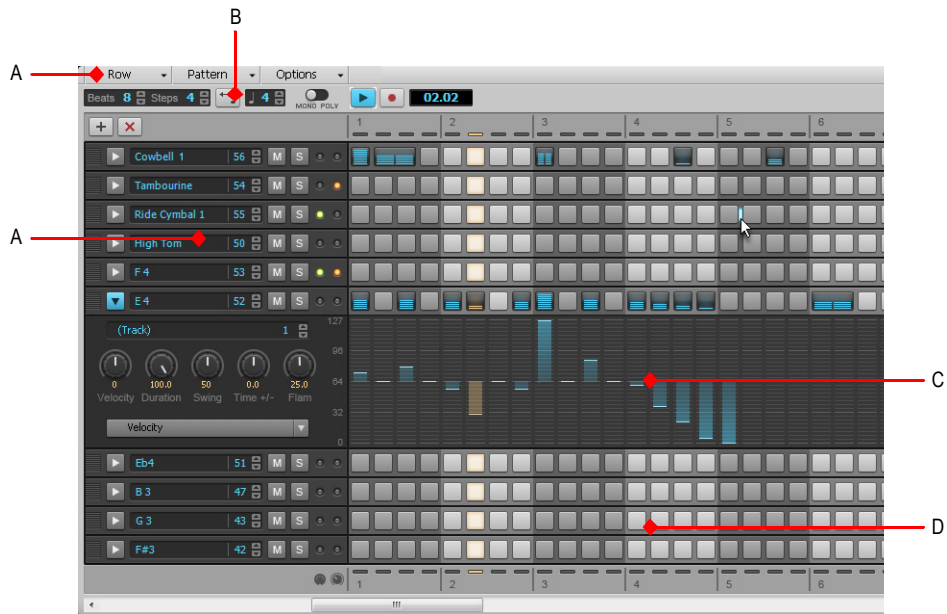 B
A
Row Pattern Options
Beats 8 Steps 4 4 MONO POLY 02.02
1 2 3 4 5 6
Cowbell 1 56 M S
Tambourine 54 M S
Ride Cymbal 1 55 M S
A
High Tom 50 M S
F 4 53 M S
E 4 52 M S
(Track) 1 127
96
64 C
0 100.0 50 0.0 25.0
Velocity Duration Swing Time +/- Flam
32
Velocity
0
Eb4 51 M S
B 3 47 M S
G 3 43 M S
D
F#3 42 M S
1 2 3 4 5 6